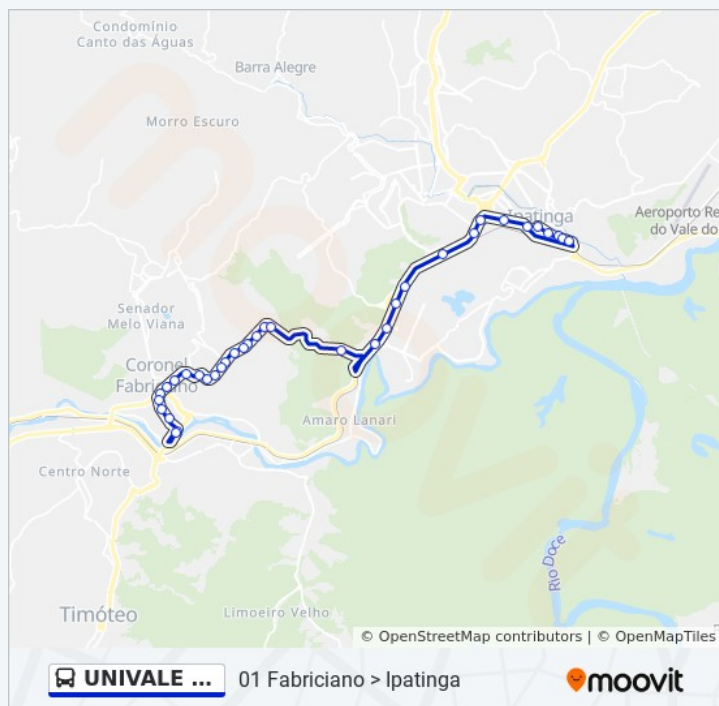 Condomínio
Canto das Águas
Barra Alegre
Morro Escuro
Ipatinga
Aeroporto Re
do Vale do
Senador
Melo Viana
Coronel
Fabriciano
Amaro Lanari
Centro Norte
Rio Doce
Timóteo
Limoeiro Velho
© OpenStreetMap contributors | © OpenMapTiles
UNIVALE ...
01 Fabriciano > Ipatinga
moovit